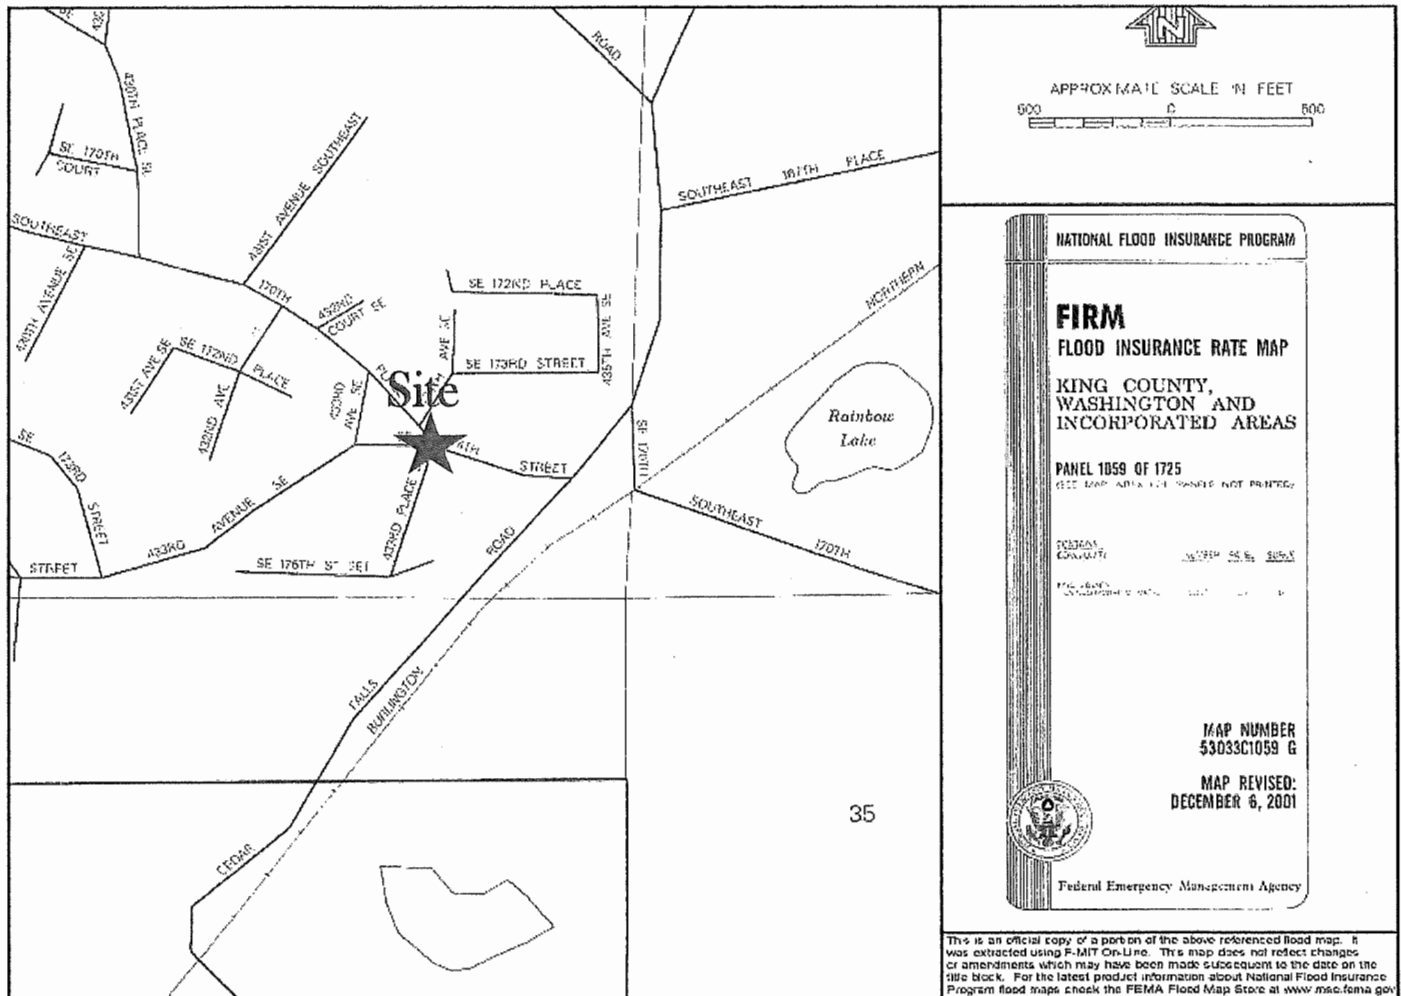 SE
430
ROAD
430TH PLACE SE
SE 170TH
COURT
SOUTHEAST
431ST AVENUE SOUTHEAST
SOUTHEAST 167TH PLACE
170TH
432ND
COURT SE
SE 172ND PLACE
AVE SE
435TH AVE SE
SE 173RD STREET
NORTHERN
AVENUE SE
431ST AVE SE
SE 172ND
PLACE
432ND AVE
433RD
AVE SE
Site
Rainbow
Lake
SE
173RD
STREET
STREET
433RD
AVENUE
SE
433RD PLACE
STREET
SE 176TH
ROAD
SE 170TH
SOUTHEAST
170TH
FALLS
BURLINGTON
CEDAR
35
N
APPROXIMATE SCALE IN FEET
0
NATIONAL FLOOD INSURANCE PROGRAM
FIRM
FLOOD INSURANCE RATE MAP
KING COUNTY,
WASHINGTON AND
INCORPORATED AREAS
PANEL 1059 OF 1725
MAP NUMBER
53033C1059 G
MAP REVISED:
DECEMBER 6, 2001
Federal Emergency Management Agency
This is an official copy of a portion of the above referenced flood map. It
was extracted using F-MIT On-Line. This map does not reflect changes
or amendments which may have been made subsequent to the date on the
title block. For the latest product information about National Flood Insurance
Program flood maps check the FEMA Flood Map Store at www.msc.fema.gov